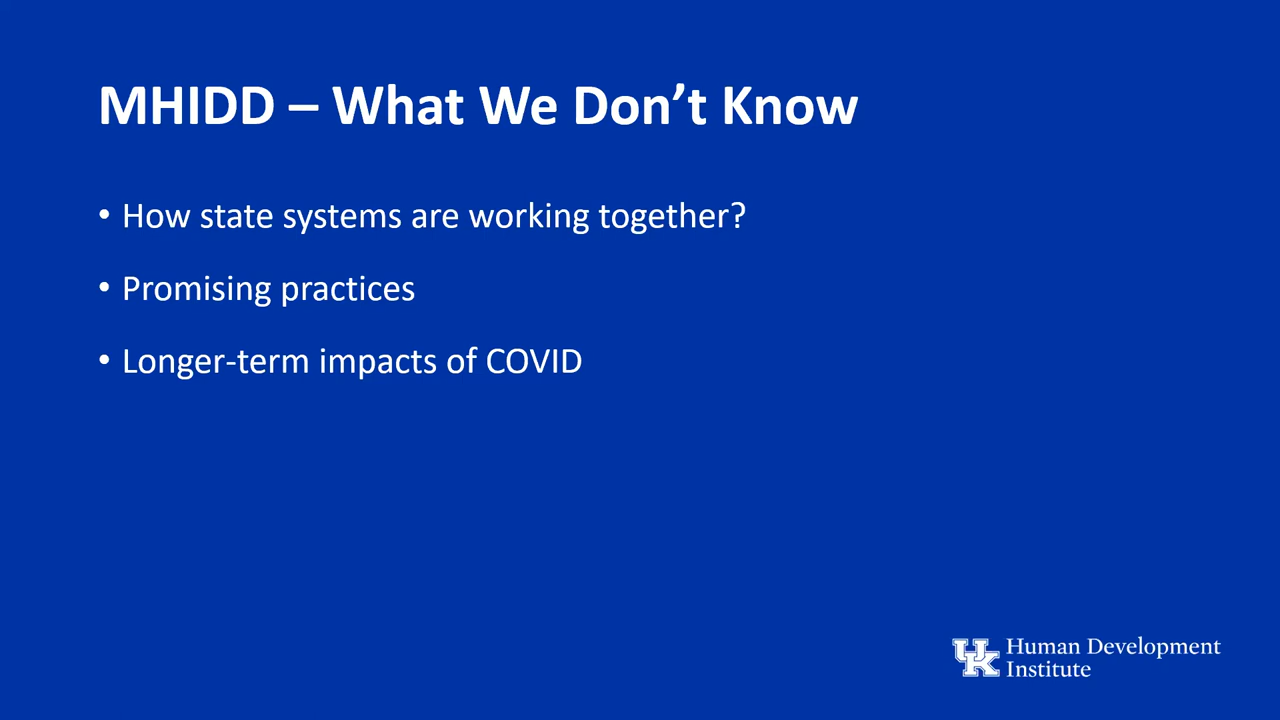 MHIDD – What We Don’t Know
• How state systems are working together?
• Promising practices
• Longer-term impacts of COVID
UK Human Development
Institute